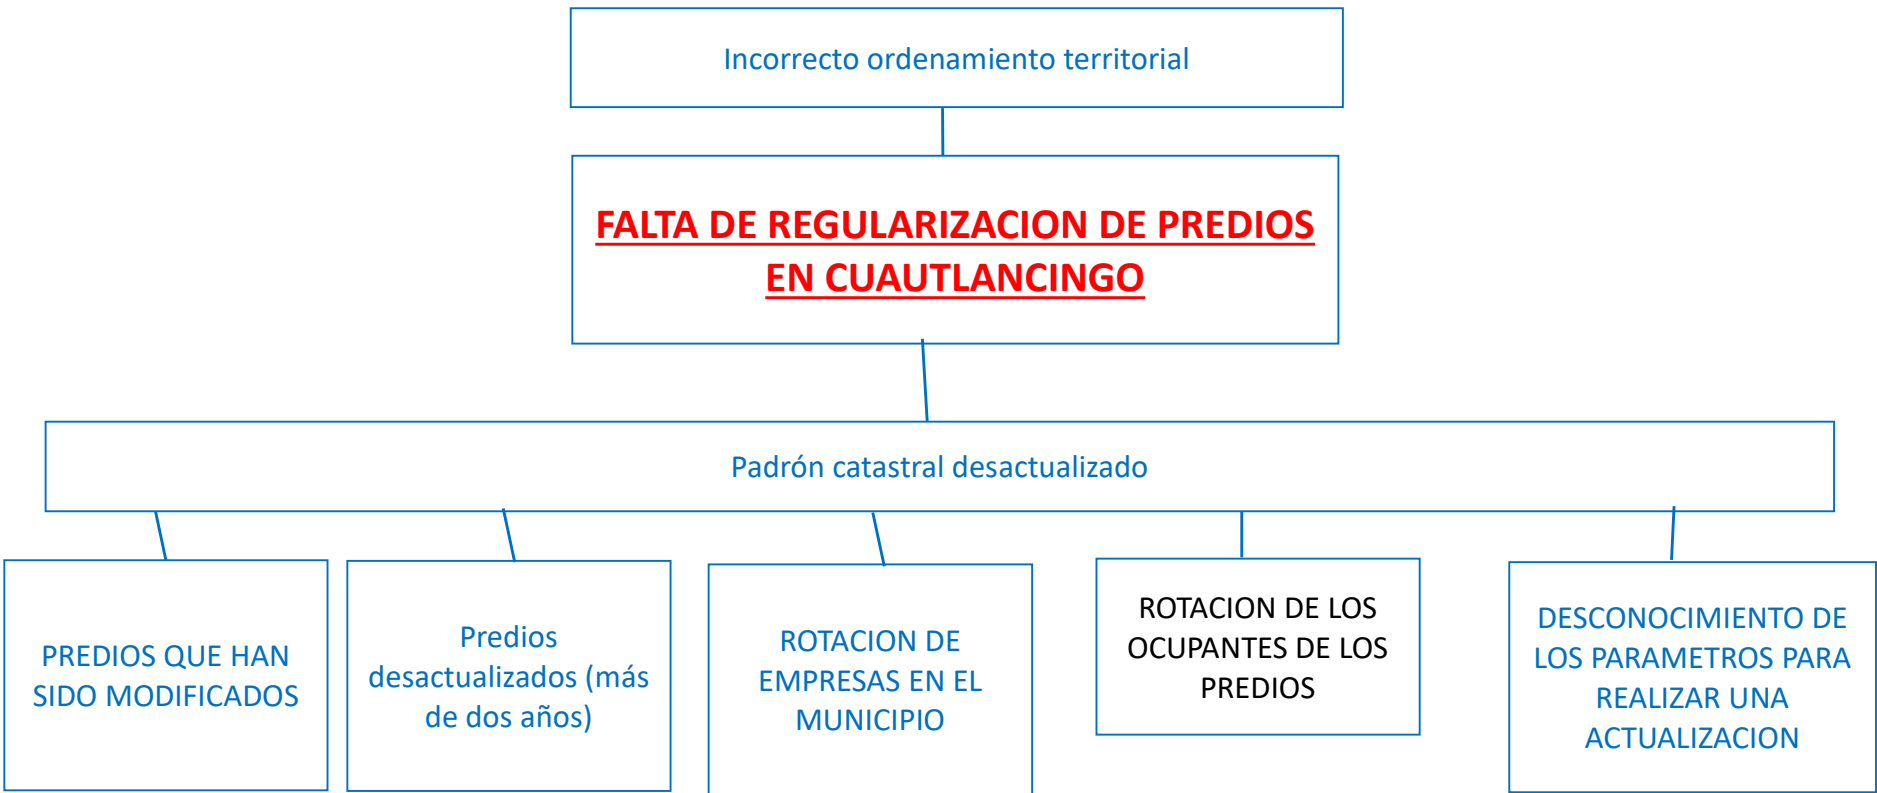 Incorrecto ordenamiento territorial
FALTA DE REGULARIZACION DE PREDIOS
EN CUAUTLANCINGO
Padrón catastral desactualizado
PREDIOS QUE HAN
SIDO MODIFICADOS
Predios
desactualizados (más
de dos años)
ROTACION DE
EMPRESAS EN EL
MUNICIPIO
ROTACION DE LOS
OCUPANTES DE LOS
PREDIOS
DESCONOCIMIENTO DE
LOS PARAMETROS PARA
REALIZAR UNA
ACTUALIZACION